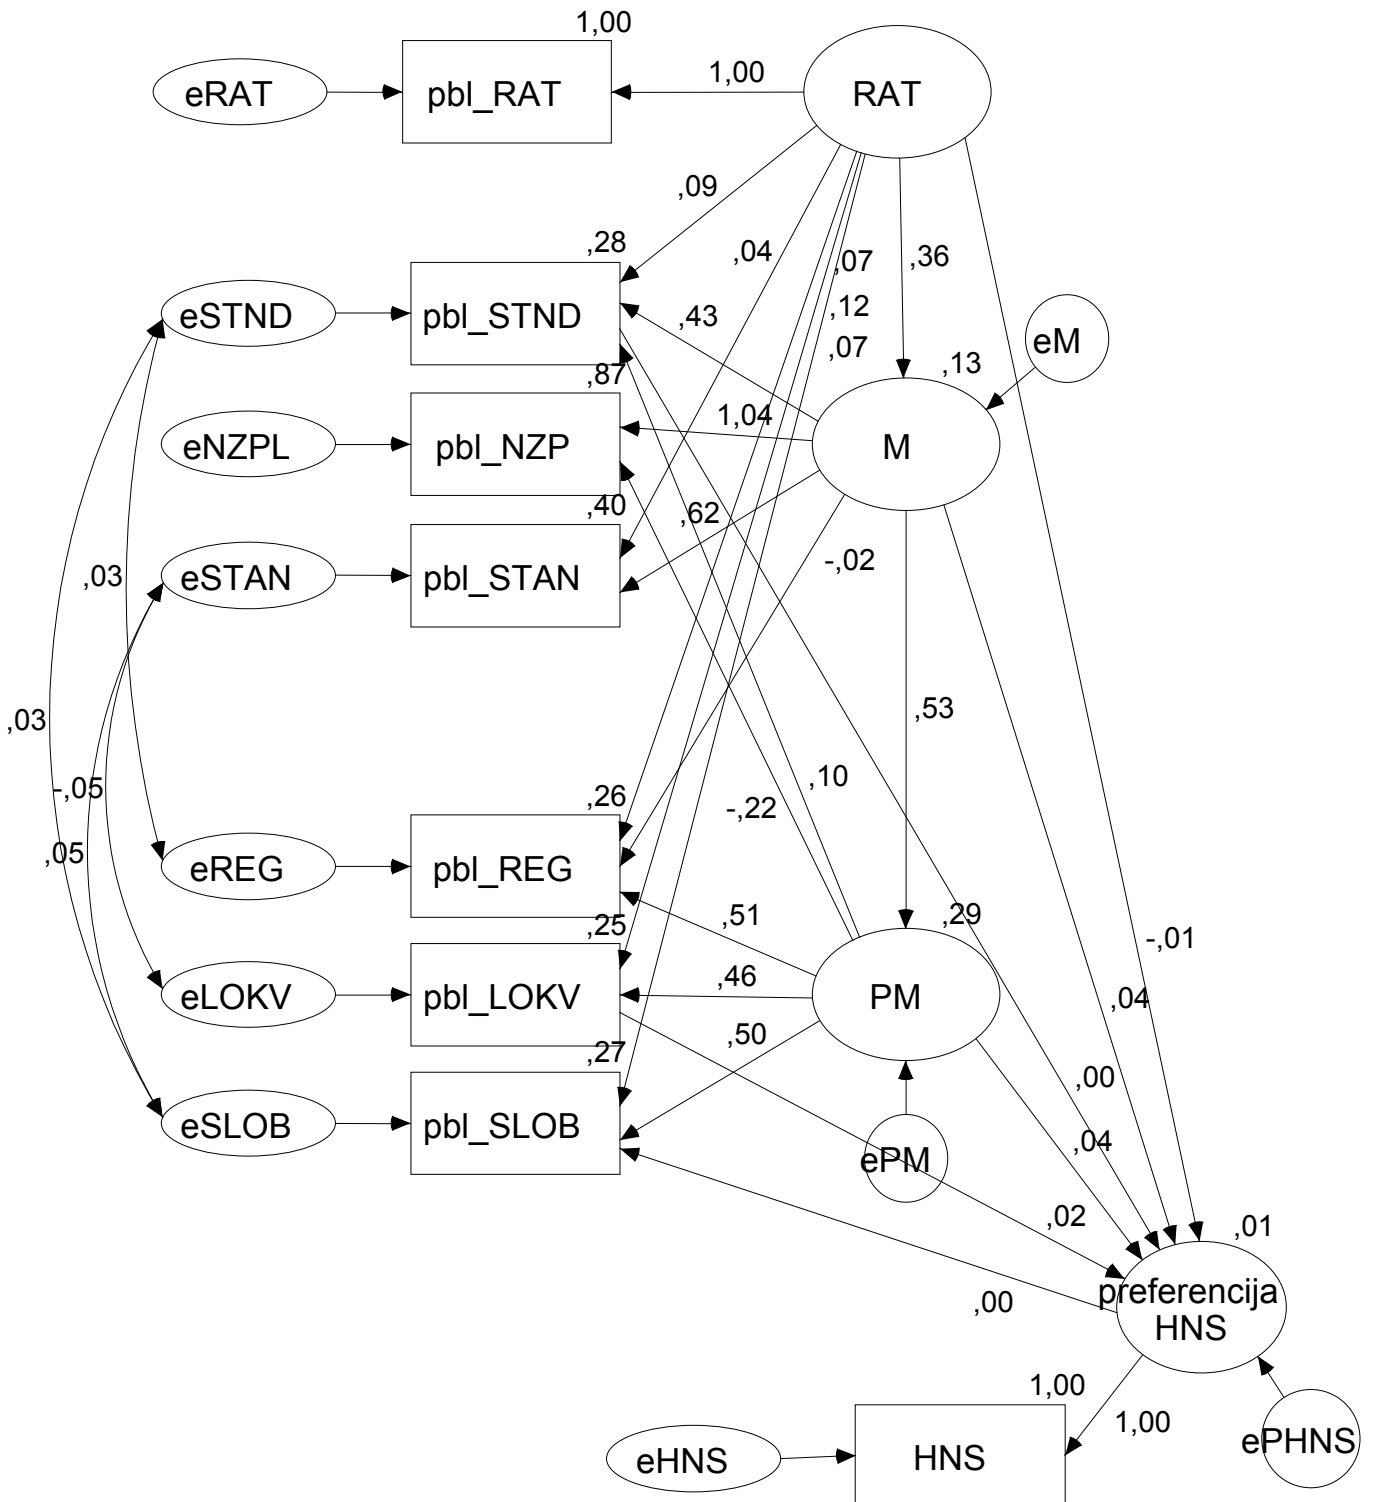 1,00
eRAT
pbl_RAT
1,00
RAT
,09
,28
,04
,07
,36
,12
eSTND
pbl_STND
,43
,07
eM
,13
,87
1,04
eNZPL
pbl_NZP
M
,40
,62
-,02
,03
eSTAN
pbl_STAN
,53
,03
-,05
,26
-,22
,10
,05
eREG
pbl_REG
,51
,25
,29
-,01
,46
eLOKV
pbl_LOKV
PM
,04
,50
,27
,00
eSLOB
pbl_SLOB
,04
ePM
,02
,01
,00
preferencija
HNS
1,00
1,00
eHNS
HNS
ePHNS